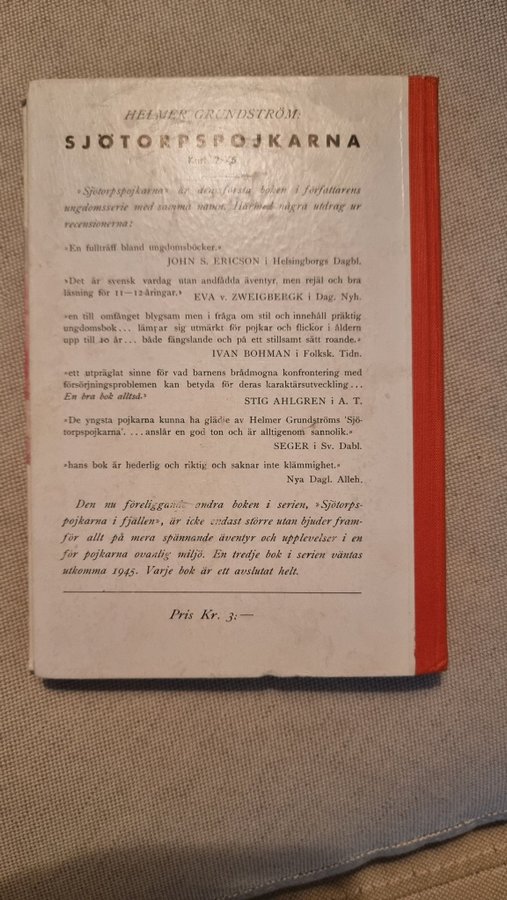 HELMER GRUNDSTRÖM:
SJÖTORPSPOJKARNA
»Sjötorpspojkarna» är den första boken i författarens
ungdomsserie med samma namn. Härmed några utdrag ur
recensionerna:
»En fullträff bland ungdomsböcker.»
JOHN S. ERICSON i Helsingborgs Dagbl.
»Det är svensk vardag utan andfådda äventyr, men rejäl och bra
läsning för 11—12-åringar.» EVA v. ZWEIGBERGK i Dag. Nyh.
»en till omfånget blygsam men i fråga om stil och innehåll präktig
ungdomsbok... lämpar sig utmärkt för pojkar och flickor i åldern
upp till 20 år... både fängslande och på ett stillsamt sätt roande.»
IVAN BOHMAN i Folksk. Tidn.
»ett utpräglat sinne för vad barnens brådmogna konfrontering med
försörjningsproblemen kan betyda för deras karaktärsutveckling...
En bra bok alltså.»
STIG AHLGREN i A. T.
»De yngsta pojkarna kunna ha glädje av Helmer Grundströms 'Sjö-
torpspojkarna'. ...anslår en god ton och är alltigenom sannolik.»
SEGER i Sv. Dabl.
»hans bok är hederlig och riktig och saknar inte klämmighet.»
Nya Dagl. Alleh.
Den nu föreliggande andra boken i serien, »Sjötorps-
pojkarna i fjällen», är icke endast större utan bjuder fram-
för allt på mera spännande äventyr och upplevelser i en
för pojkarna ovanlig miljö. En tredje bok i serien väntas
utkomma 1945. Varje bok är ett avslutat helt.
Pris Kr. 3:—